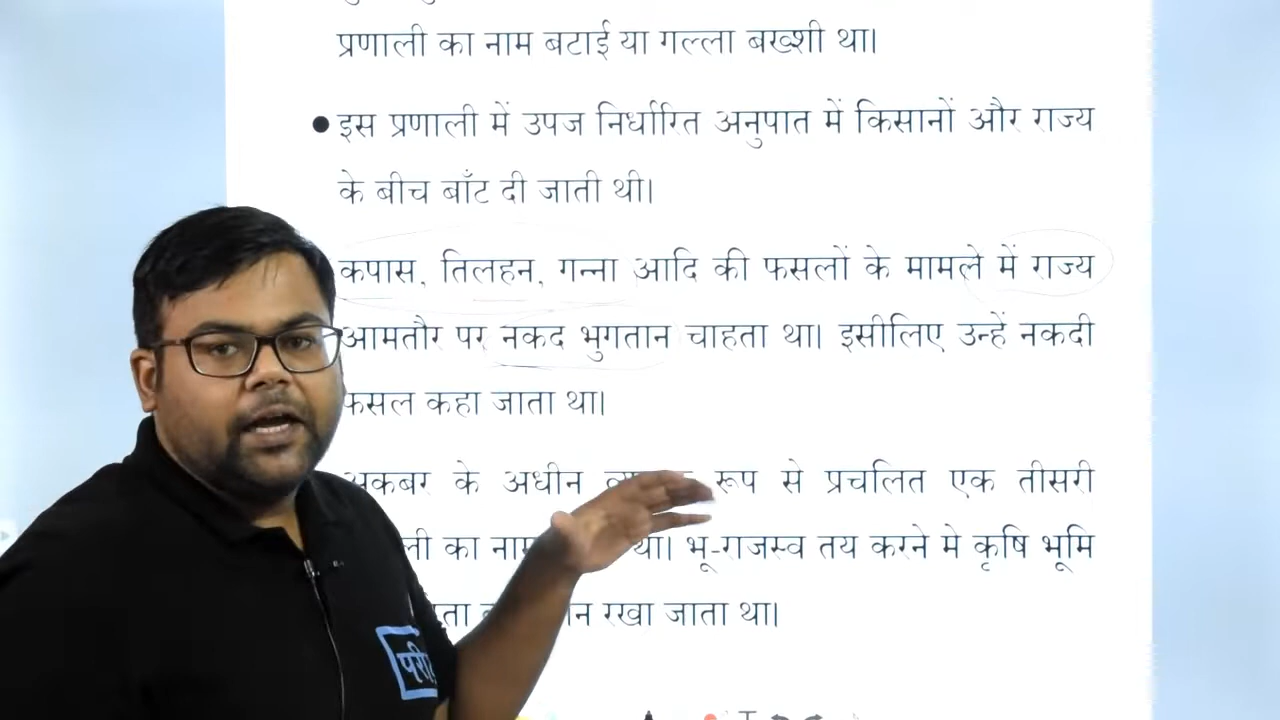 प्रणाली का नाम बटाई या गल्ला बख्शी था।
● इस प्रणाली में उपज निर्धारित अनुपात में किसानों और राज्य
के बीच बाँट दी जाती थी।
कपास, तिलहन, गन्ना आदि की फसलों के मामले में राज्य
आमतौर पर नकद भुगतान चाहता था। इसीलिए उन्हें नकदी
फसल कहा जाता था।
अकबर के अधीन रूप से प्रचलित एक तीसरी
का नाम था। भू-राजस्व तय करने मे कृषि भूमि
रखा जाता था।